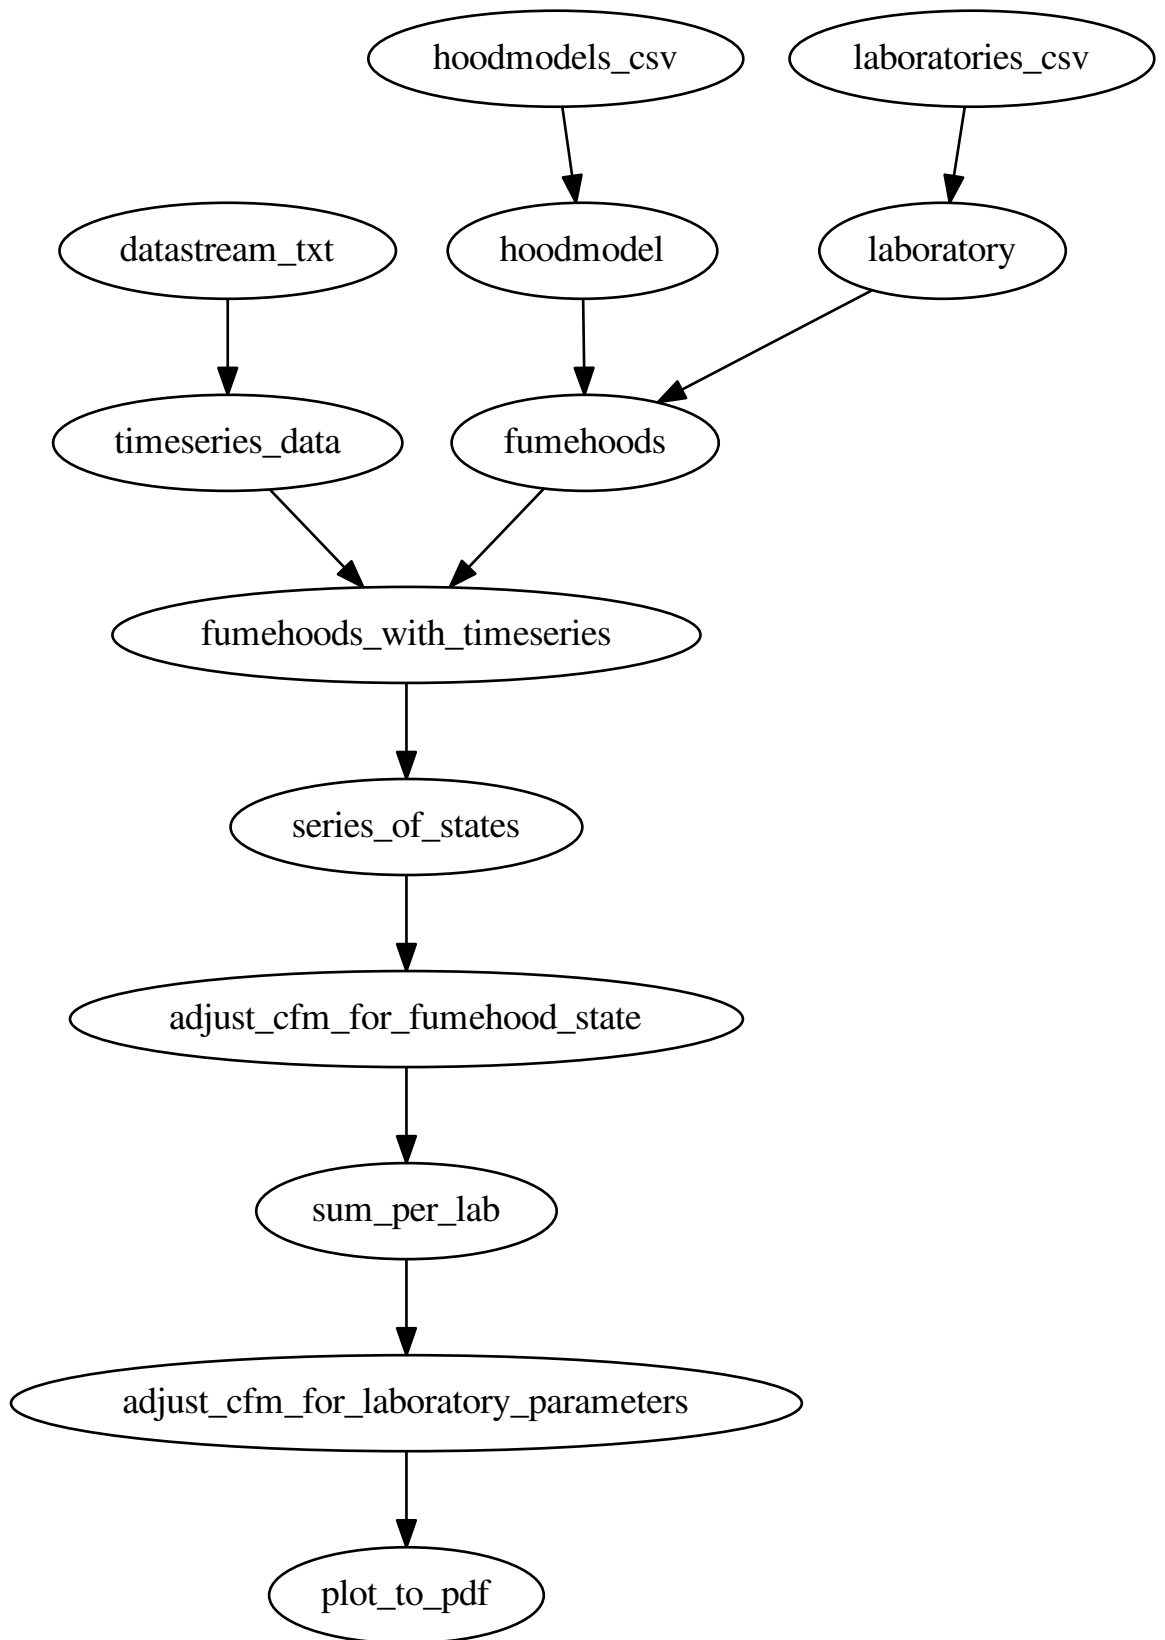 hoodmodels_csv
laboratories_csv
datastream_txt
hoodmodel
laboratory
timeseries_data
fumehoods
fumehoods_with_timeseries
series_of_states
adjust_cfm_for_fumehood_state
sum_per_lab
adjust_cfm_for_laboratory_parameters
plot_to_pdf